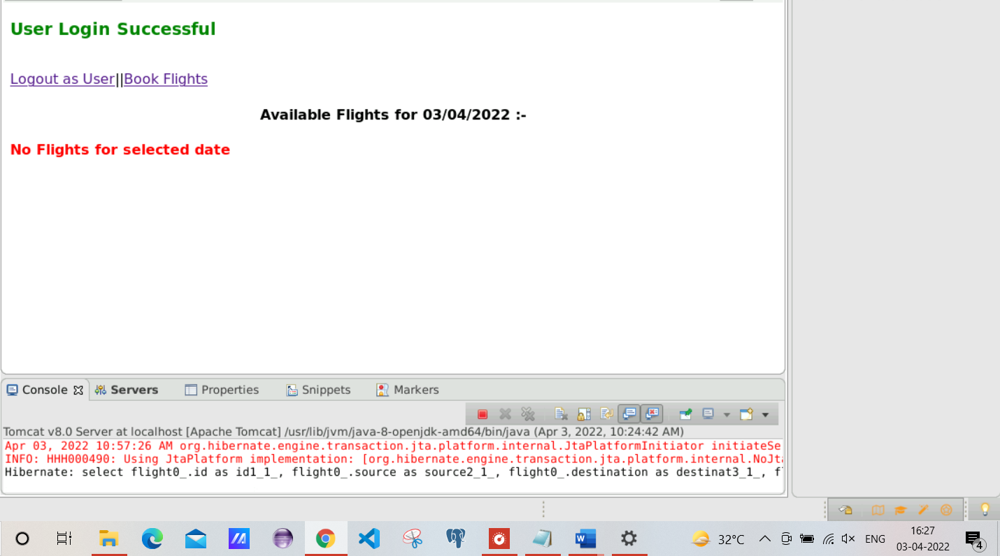 User Login Successful
Logout as User||Book Flights
Available Flights for 03/04/2022 :-
No Flights for selected date
Console Servers Properties Snippets Markers
Tomcat v8.0 Server at localhost [Apache Tomcat] /usr/lib/jvm/java-8-openjdk-amd64/bin/java (Apr 3, 2022, 10:24:42 AM)
Apr 03, 2022 10:57:26 AM org.hibernate.engine.transaction.jta.platform.internal.JtaPlatformInitiator initiateSe
INFO: HHH000490: Using JtaPlatform implementation: [org.hibernate.engine.transaction.jta.platform.internal.NoJta
Hibernate: select flight0_.id as id1_1_, flight0_.source as source2_1_, flight0_.destination as destinat3_1_, f
32°C ENG 16:27
03-04-2022 4